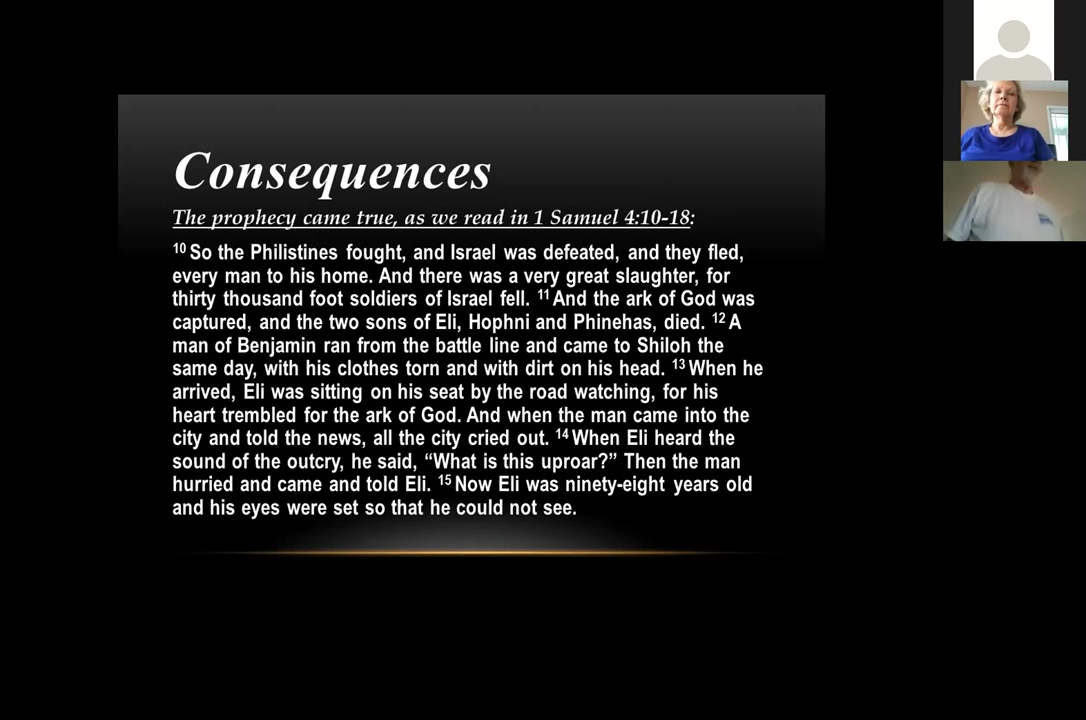 Consequences
The prophecy came true, as we read in 1 Samuel 4:10-18:
10 So the Philistines fought, and Israel was defeated, and they fled,
every man to his home. And there was a very great slaughter, for
thirty thousand foot soldiers of Israel fell. 11 And the ark of God was
captured, and the two sons of Eli, Hophni and Phinehas, died. 12 A
man of Benjamin ran from the battle line and came to Shiloh the
same day, with his clothes torn and with dirt on his head. 13 When he
arrived, Eli was sitting on his seat by the road watching, for his
heart trembled for the ark of God. And when the man came into the
city and told the news, all the city cried out. 14 When Eli heard the
sound of the outcry, he said, “What is this uproar?” Then the man
hurried and came and told Eli. 15 Now Eli was ninety-eight years old
and his eyes were set so that he could not see.